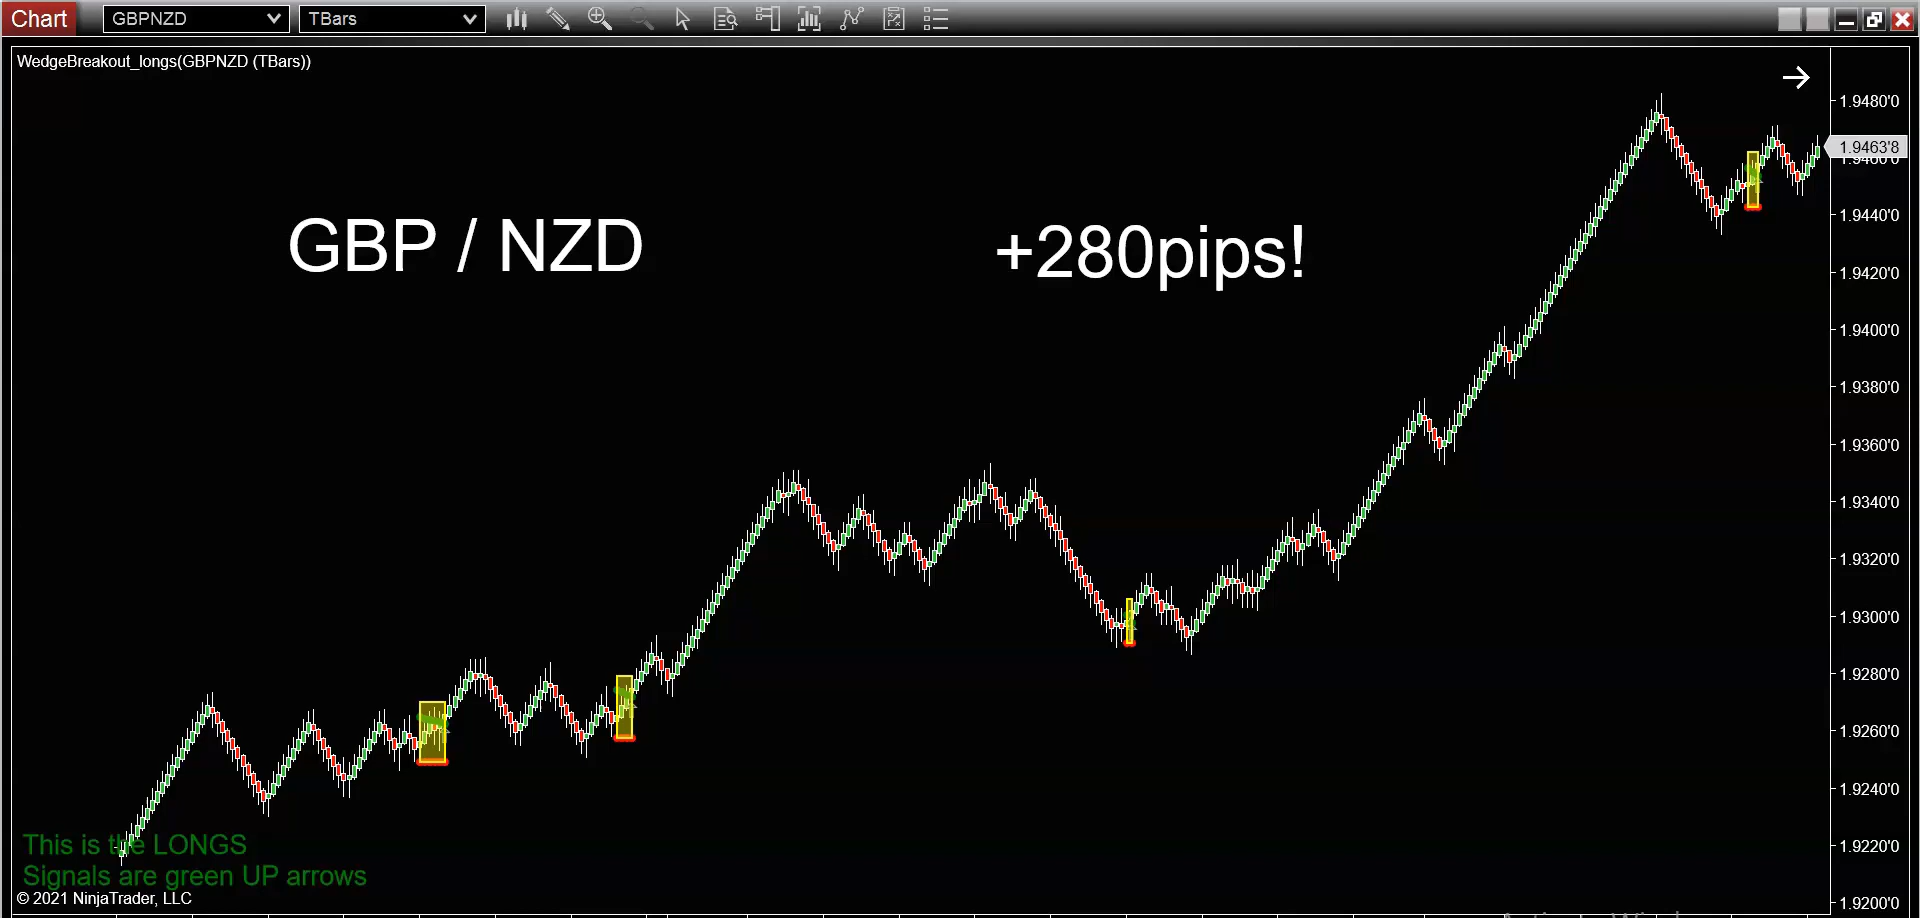 Chart
GBPNZD
TBars
WedgeBreakout_longs(GBPNZD (TBars))
1.9480'0
1.9463'8
1.9460'0
1.9440'0
GBP / NZD
+280pips!
1.9420'0
1.9400'0
1.9380'0
1.9360'0
1.9340'0
1.9320'0
1.9300'0
1.9280'0
1.9260'0
1.9240'0
1.9220'0
1.9200'0
This is the LONGS
Signals are green UP arrows
© 2021 NinjaTrader, LLC